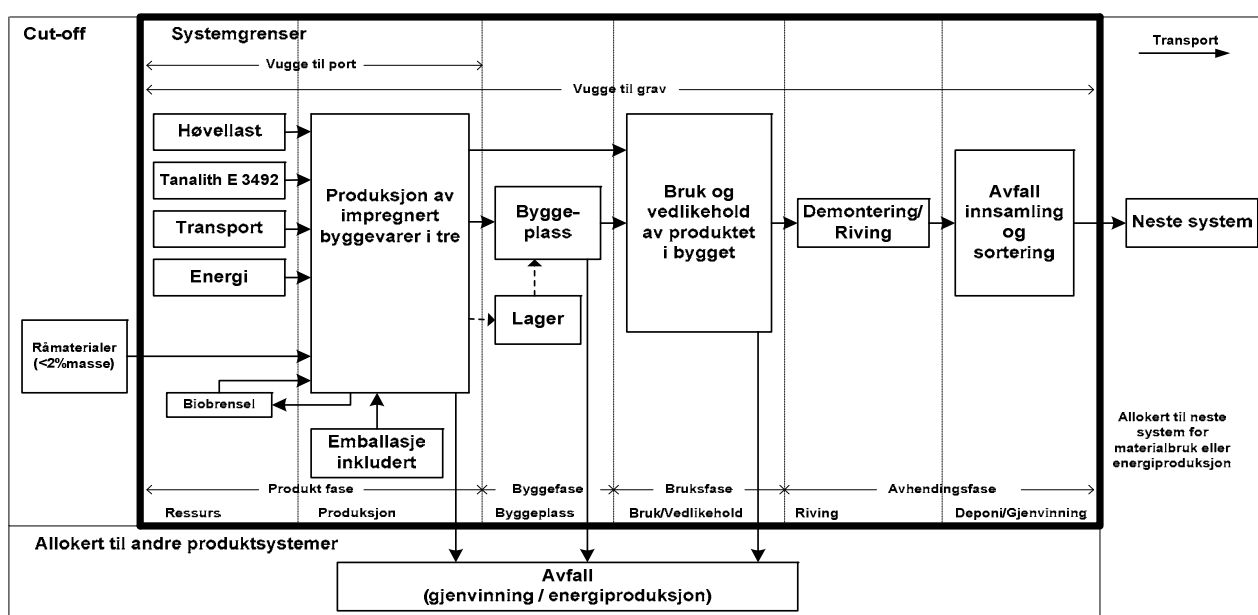 Cut-off
Systemgrenser
Transport
Vugge til port
Vugge til grav
Høvellast
Tanalith E 3492
Transport
Energi
Råmaterialer
(<2%masse)
Biobrensel
Produksjon av
impregnert
byggevarer i tre
Emballasje
inkludert
Bygge-
plass
Lager
Bruk og
vedlikehold
av produktet
i bygget
Demontering/
Riving
Avfall
innsamling
og
sortering
Neste system
Allokert til neste
system for
materialbruk eller
energiproduksjon
Produkt fase
Byggefase
Bruksfase
Avhendingsfase
Ressurs
Produksjon
Byggeplass
Bruk/Vedlikehold
Riving
Deponi/Gjenvinning
Allokert til andre produktsystemer
Avfall
(gjenvinning / energiproduksjon)